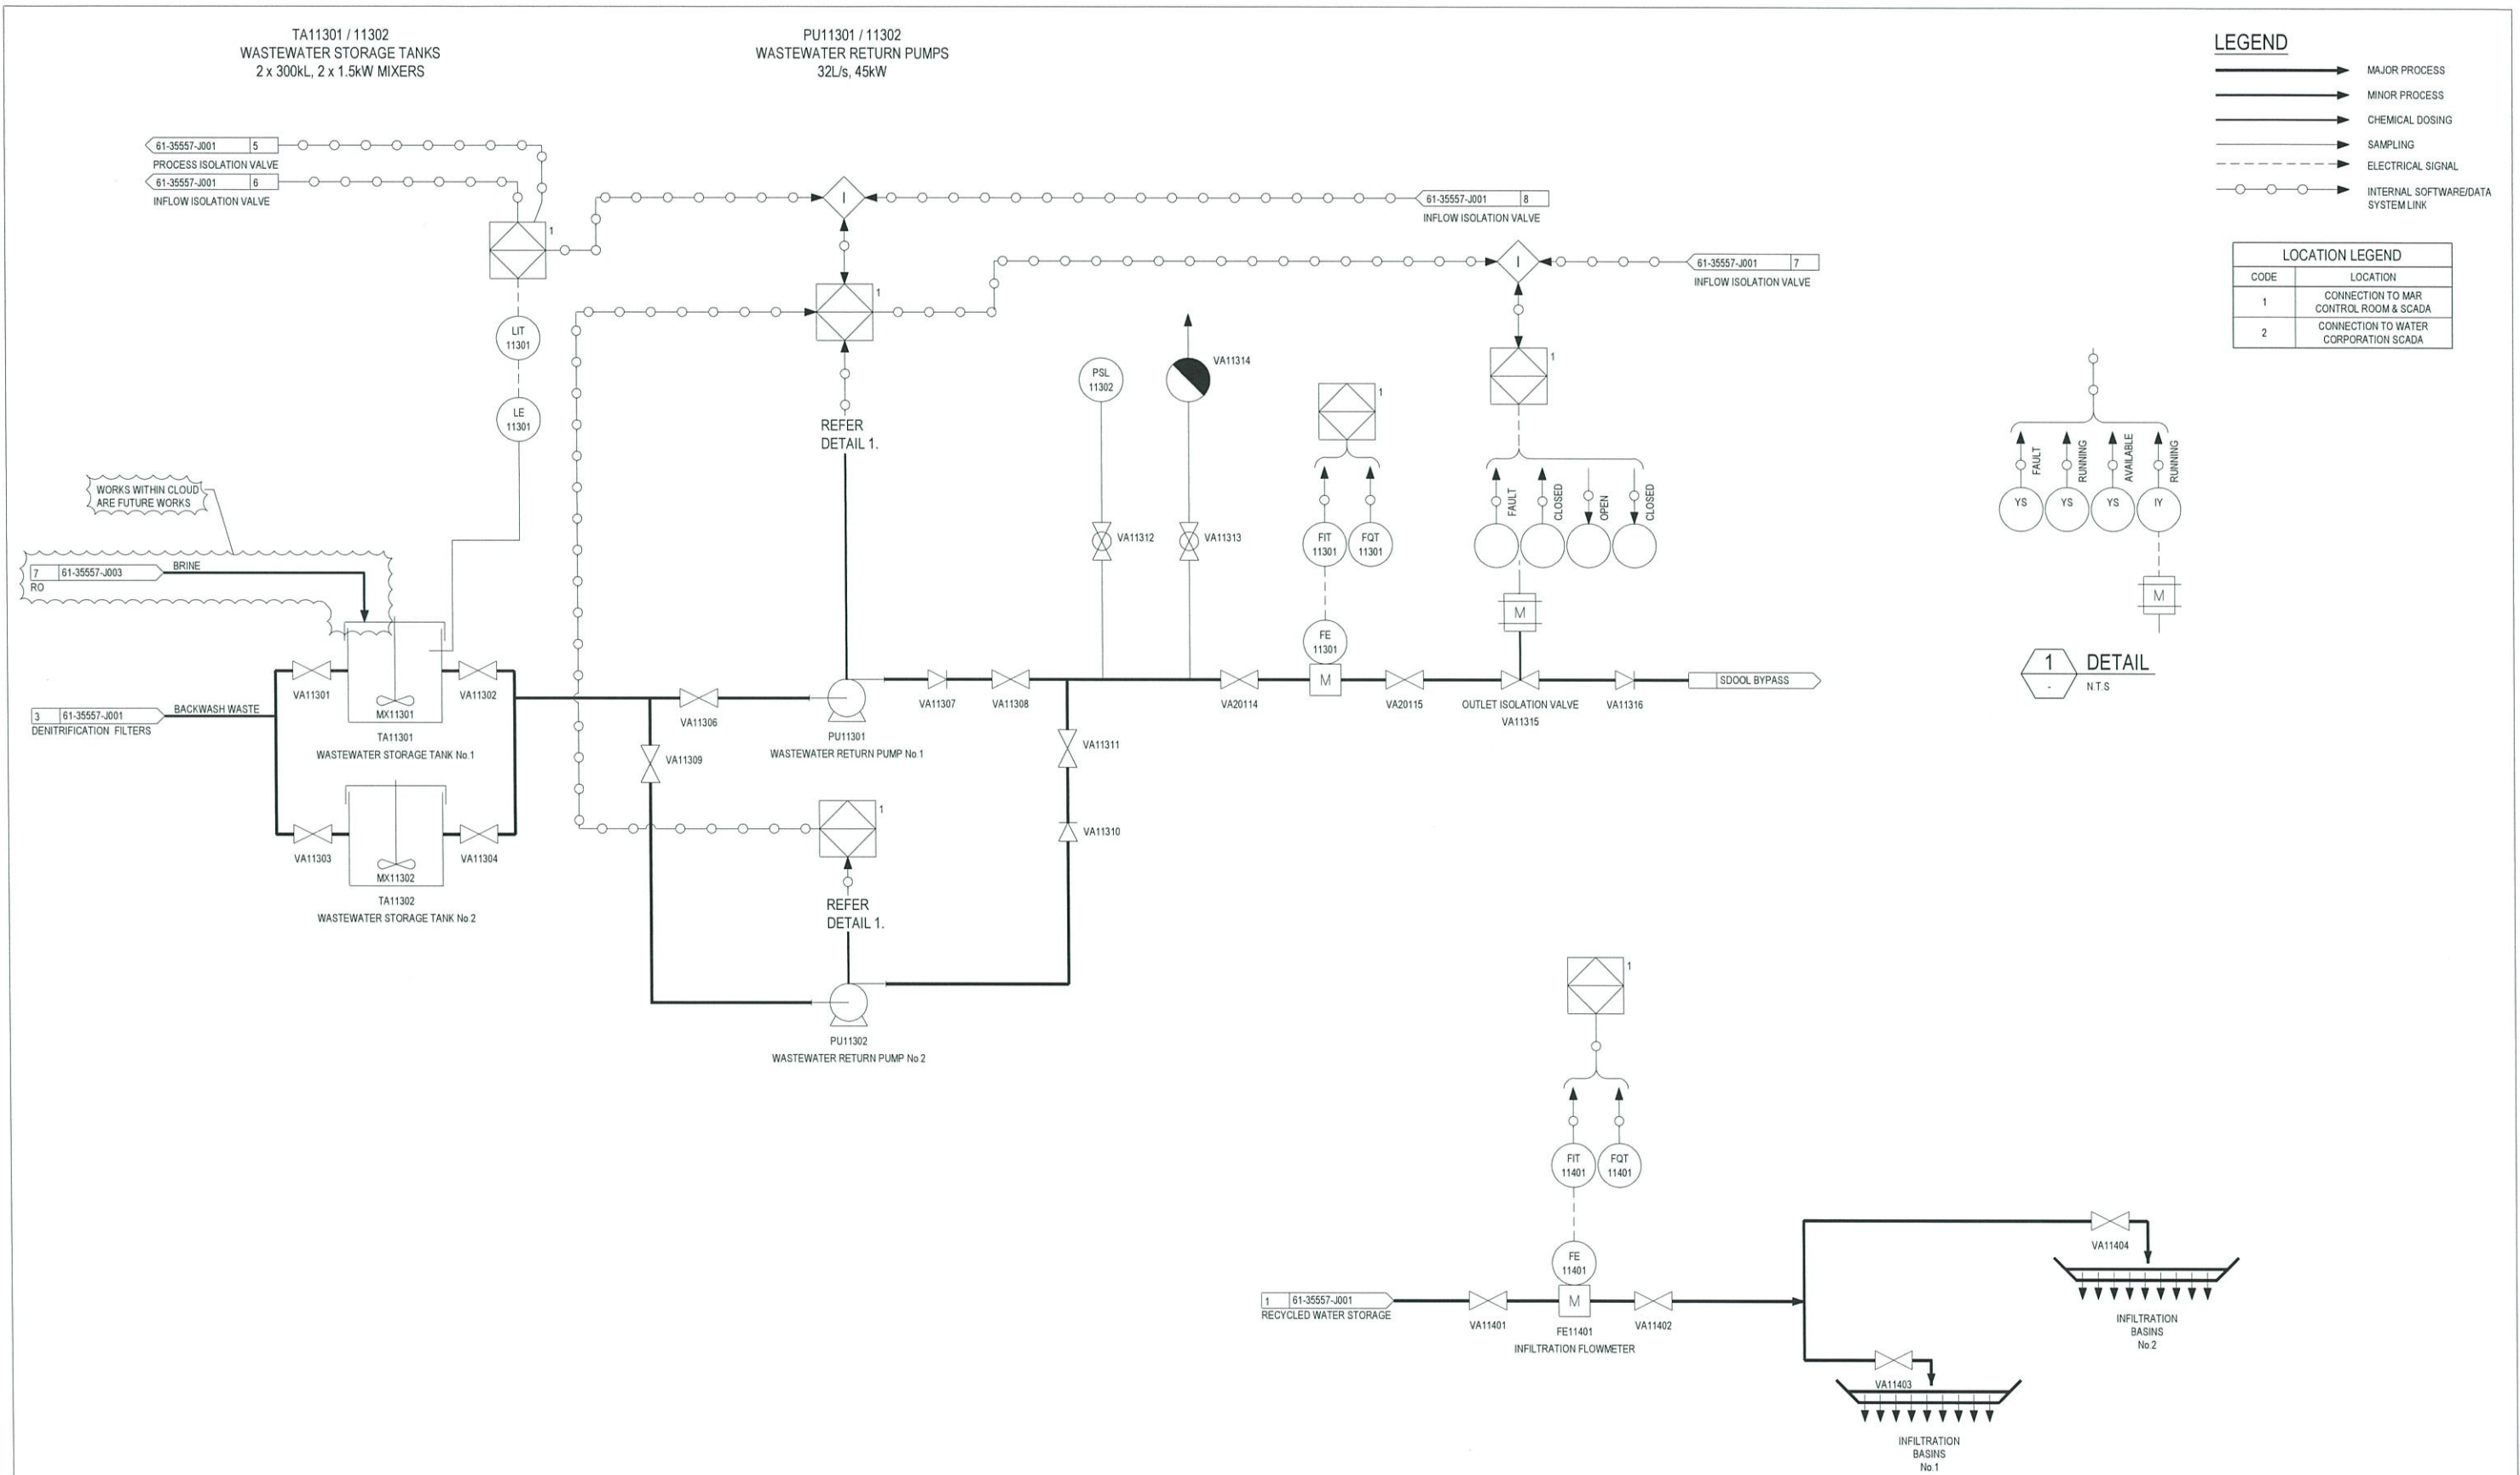 TA11301 / 11302
WASTEWATER STORAGE TANKS
2 x 300kL, 2 x 1.5kW MIXERS
PU11301 / 11302
WASTEWATER RETURN PUMPS
32L/s, 45kW
LEGEND
MAJOR PROCESS
MINOR PROCESS
CHEMICAL DOSING
SAMPLING
ELECTRICAL SIGNAL
INTERNAL SOFTWARE/DATA
SYSTEM LINK
LOCATION LEGEND
CODE LOCATION
1 CONNECTION TO MAR
CONTROL ROOM & SCADA
2 CONNECTION TO WATER
CORPORATION SCADA
61-35557-J001 5
PROCESS ISOLATION VALVE
61-35557-J001 6
INFLOW ISOLATION VALVE
1
I
61-35557-J001 8
INFLOW ISOLATION VALVE
1
I
61-35557-J001 7
INFLOW ISOLATION VALVE
LIT
11301
LE
11301
REFER
DETAIL 1.
PSL
11302
VA11314
1
1
VA11312
VA11313
FIT
11301
FQT
11301
FAULT
CLOSED
OPEN
CLOSED
FAULT
RUNNING
AVAILABLE
RUNNING
YS
YS
YS
IY
M
1
-
DETAIL
N.T.S
WORKS WITHIN CLOUD
ARE FUTURE WORKS
7 61-35557-J003
BRINE
RO
VA11301
VA11302
MX11301
3 61-35557-J001
BACKWASH WASTE
DENITRIFICATION FILTERS
TA11301
WASTEWATER STORAGE TANK No.1
VA11303
VA11304
MX11302
TA11302
WASTEWATER STORAGE TANK No.2
VA11306
VA11309
PU11301
WASTEWATER RETURN PUMP No.1
VA11307
VA11308
VA11311
VA11310
VA20114
FE
11301
M
VA20115
M
OUTLET ISOLATION VALVE
VA11315
VA11316
SDOOL BYPASS
1
REFER
DETAIL 1.
PU11302
WASTEWATER RETURN PUMP No.2
1
FIT
11401
FQT
11401
FE
11401
1 61-35557-J001
RECYCLED WATER STORAGE
VA11401
M
FE11401
INFILTRATION FLOWMETER
VA11402
VA11404
INFILTRATION
BASINS
No.2
VA11403
INFILTRATION
BASINS
No.1